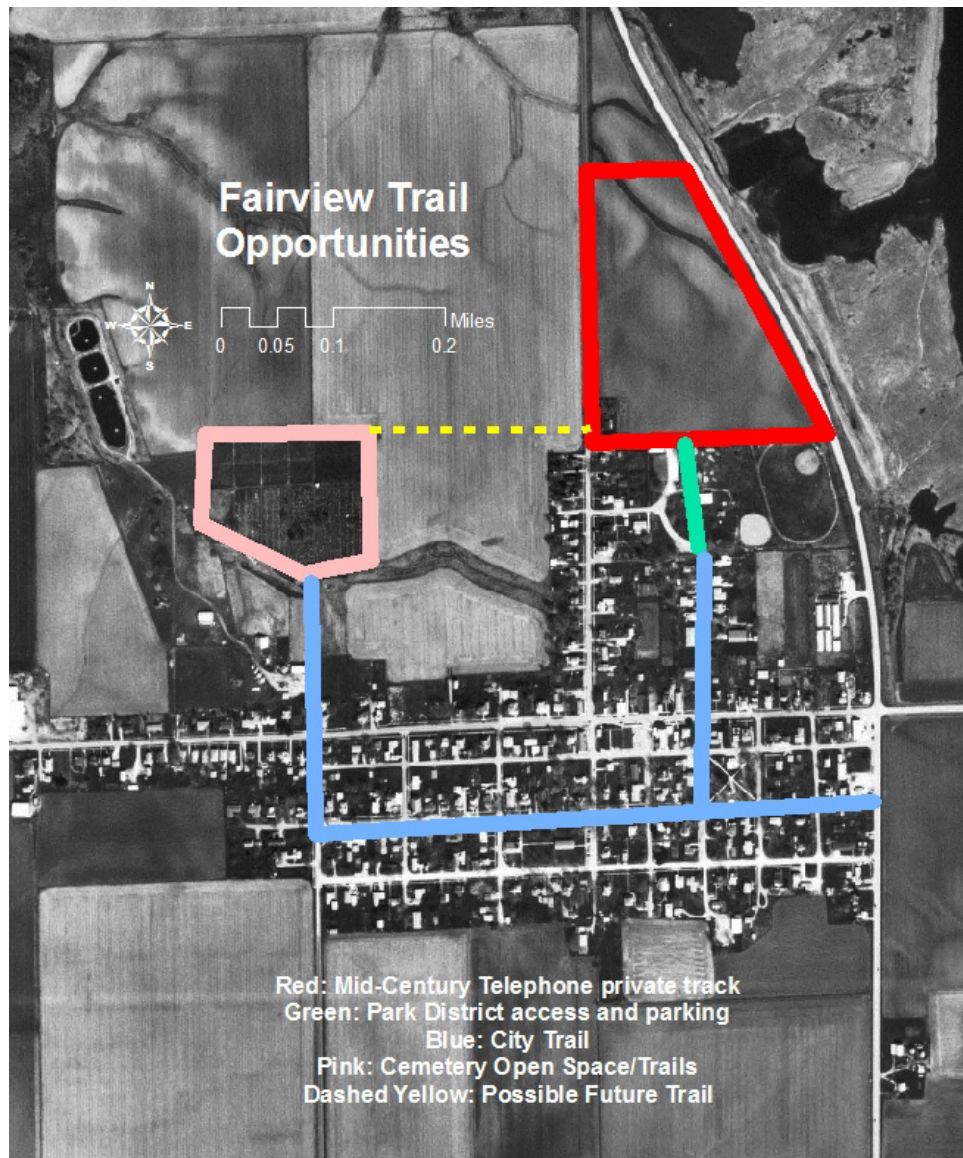 Fairview Trail
Opportunities
N
W E
S
Miles
0 0.05 0.1 0.2
Red: Mid-Century Telephone private track
Green: Park District access and parking
Blue: City Trail
Pink: Cemetery Open Space/Trails
Dashed Yellow: Possible Future Trail